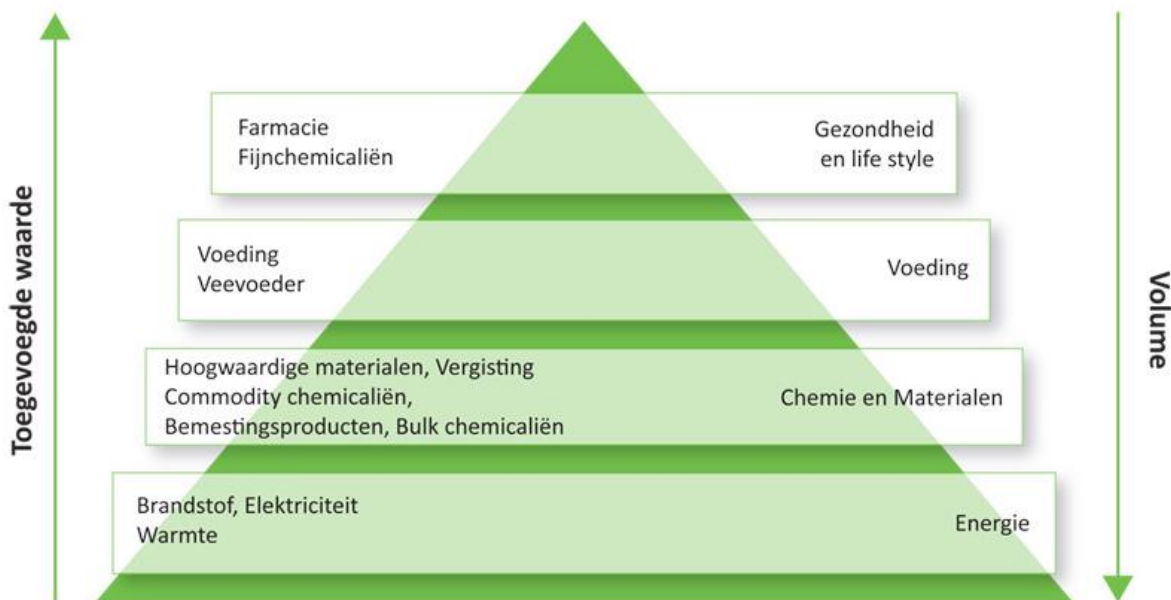 Toegevoegde waarde
Farmacie
Fijnchemicaliën
Gezondheid
en life style
Voeding
Veevoeder
Voeding
Hoogwaardige materialen, Vergisting
Commodity chemicaliën,
Bemestingsproducten, Bulk chemicaliën
Chemie en Materialen
Brandstof, Elektriciteit
Warmte
Energie
Volume